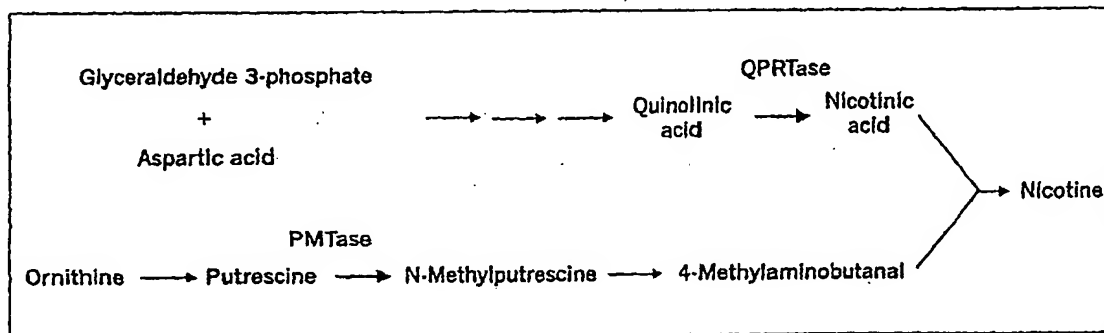 Glyceraldehyde 3-phosphate
+
Aspartic acid
QPRTase
Quinolinic
acid
Nicotinic
acid
Nicotine
PMTase
Ornithine
Putrescine
N-Methylputrescine
4-Methylaminobutanal